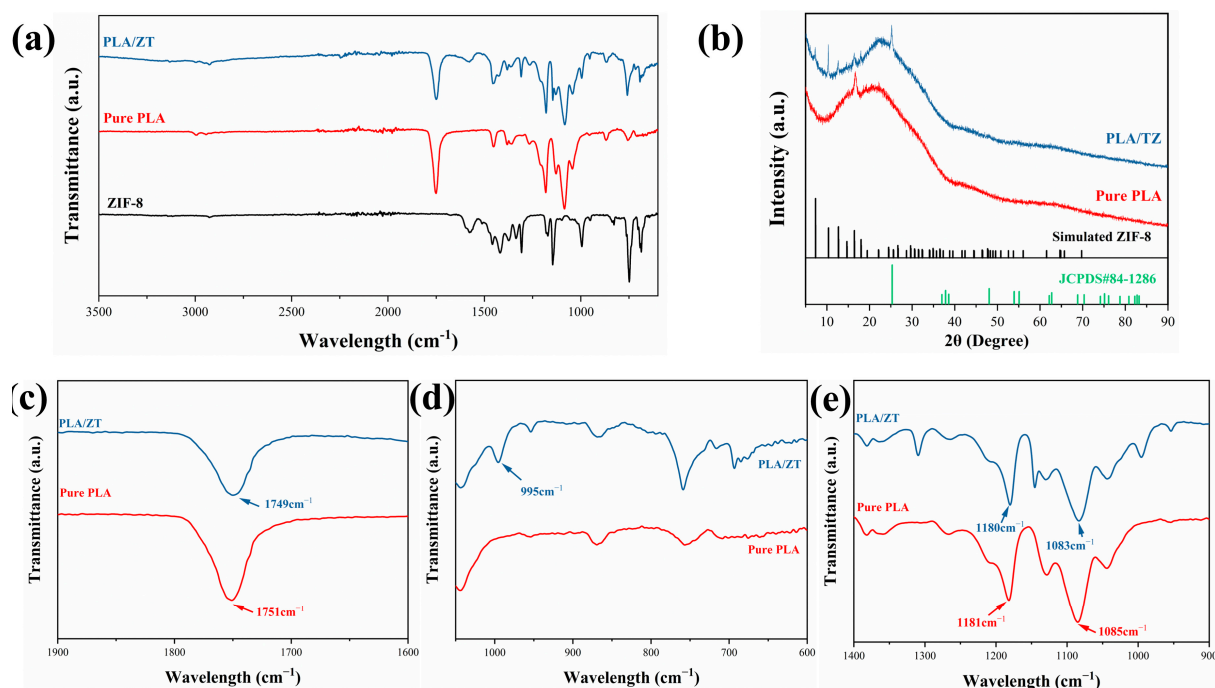 (a)
PLA/ZT
Pure PLA
ZIF-8
Transmittance (a.u.)
3500 3000 2500 2000 1500 1000
Wavelength (cm⁻¹)
(b)
PLA/TZ
Pure PLA
Simulated ZIF-8
JCPDS#84-1286
Intensity (a.u.)
10 20 30 40 50 60 70 80 90
2θ (Degree)
(c)
PLA/ZT
1749cm⁻¹
Pure PLA
1751cm⁻¹
Transmittance (a.u.)
1900 1800 1700 1600
Wavelength (cm⁻¹)
(d)
PLA/ZT
995cm⁻¹
Pure PLA
Transmittance (a.u.)
1000 900 800 700 600
Wavelength (cm⁻¹)
(e)
PLA/ZT
1180cm⁻¹
1083cm⁻¹
Pure PLA
1181cm⁻¹
1085cm⁻¹
Transmittance (a.u.)
1400 1300 1200 1100 1000 900
Wavelength (cm⁻¹)